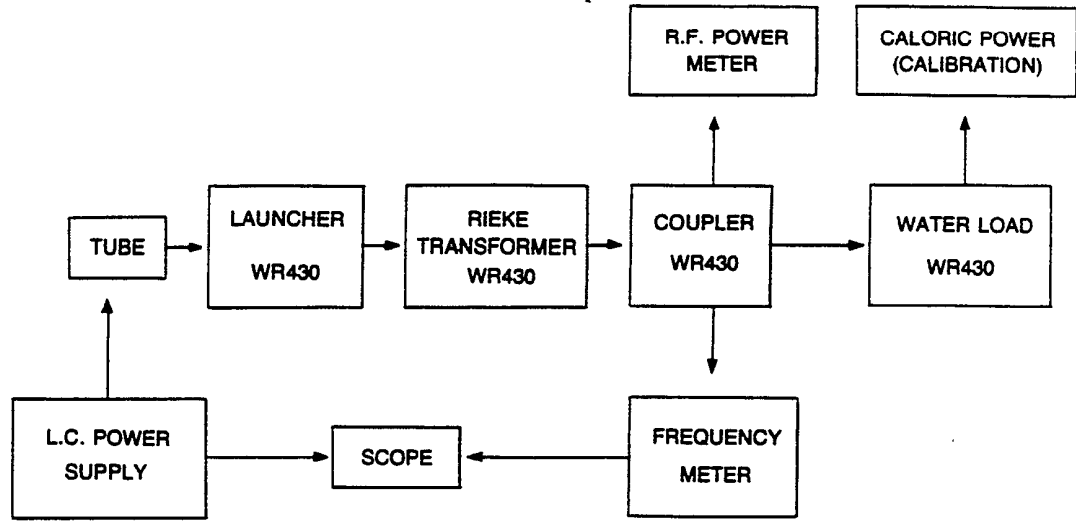 R.F. POWER
METER
CALORIC POWER
(CALIBRATION)
TUBE
LAUNCHER
WR430
RIEKE
TRANSFORMER
WR430
COUPLER
WR430
WATER LOAD
WR430
L.C. POWER
SUPPLY
SCOPE
FREQUENCY
METER